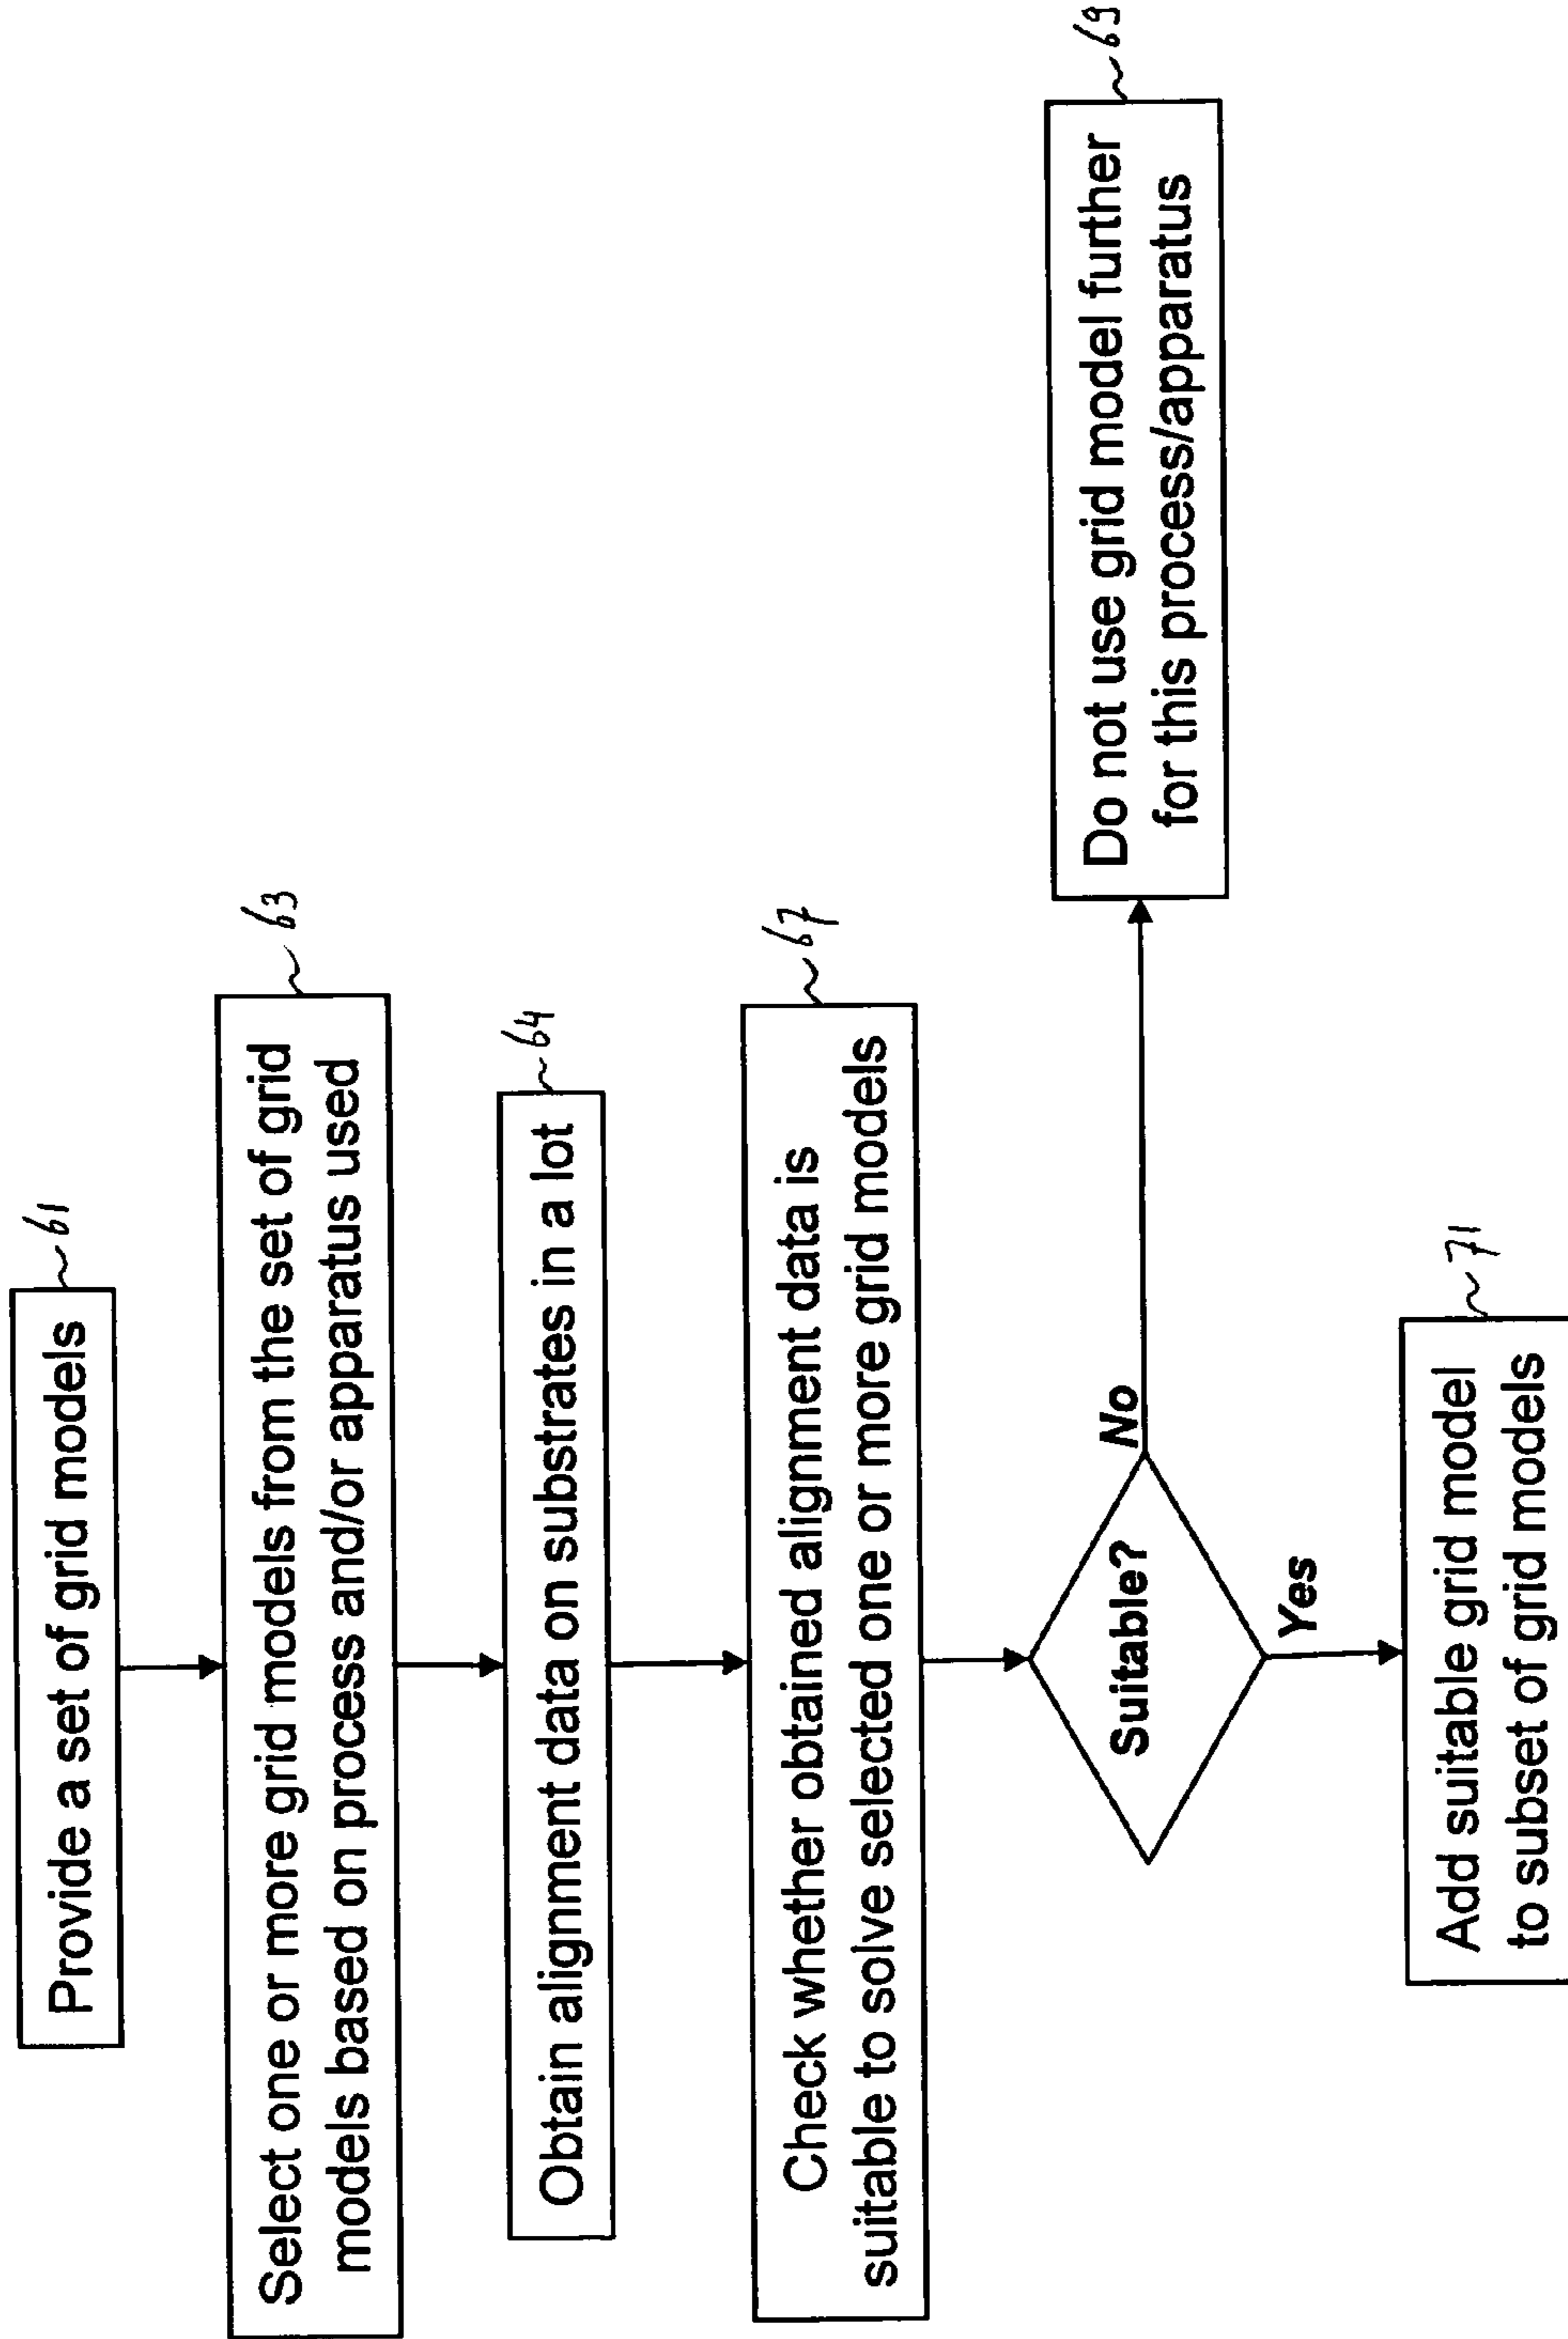 Provide a set of grid models
61
Select one or more grid models from the set of grid
models based on process and/or apparatus used
63
Obtain alignment data on substrates in a lot
64
Check whether obtained alignment data is
suitable to solve selected one or more grid models
67
Suitable?
No
Do not use grid model further
for this process/apparatus
69
Yes
Add suitable grid model
to subset of grid models
71